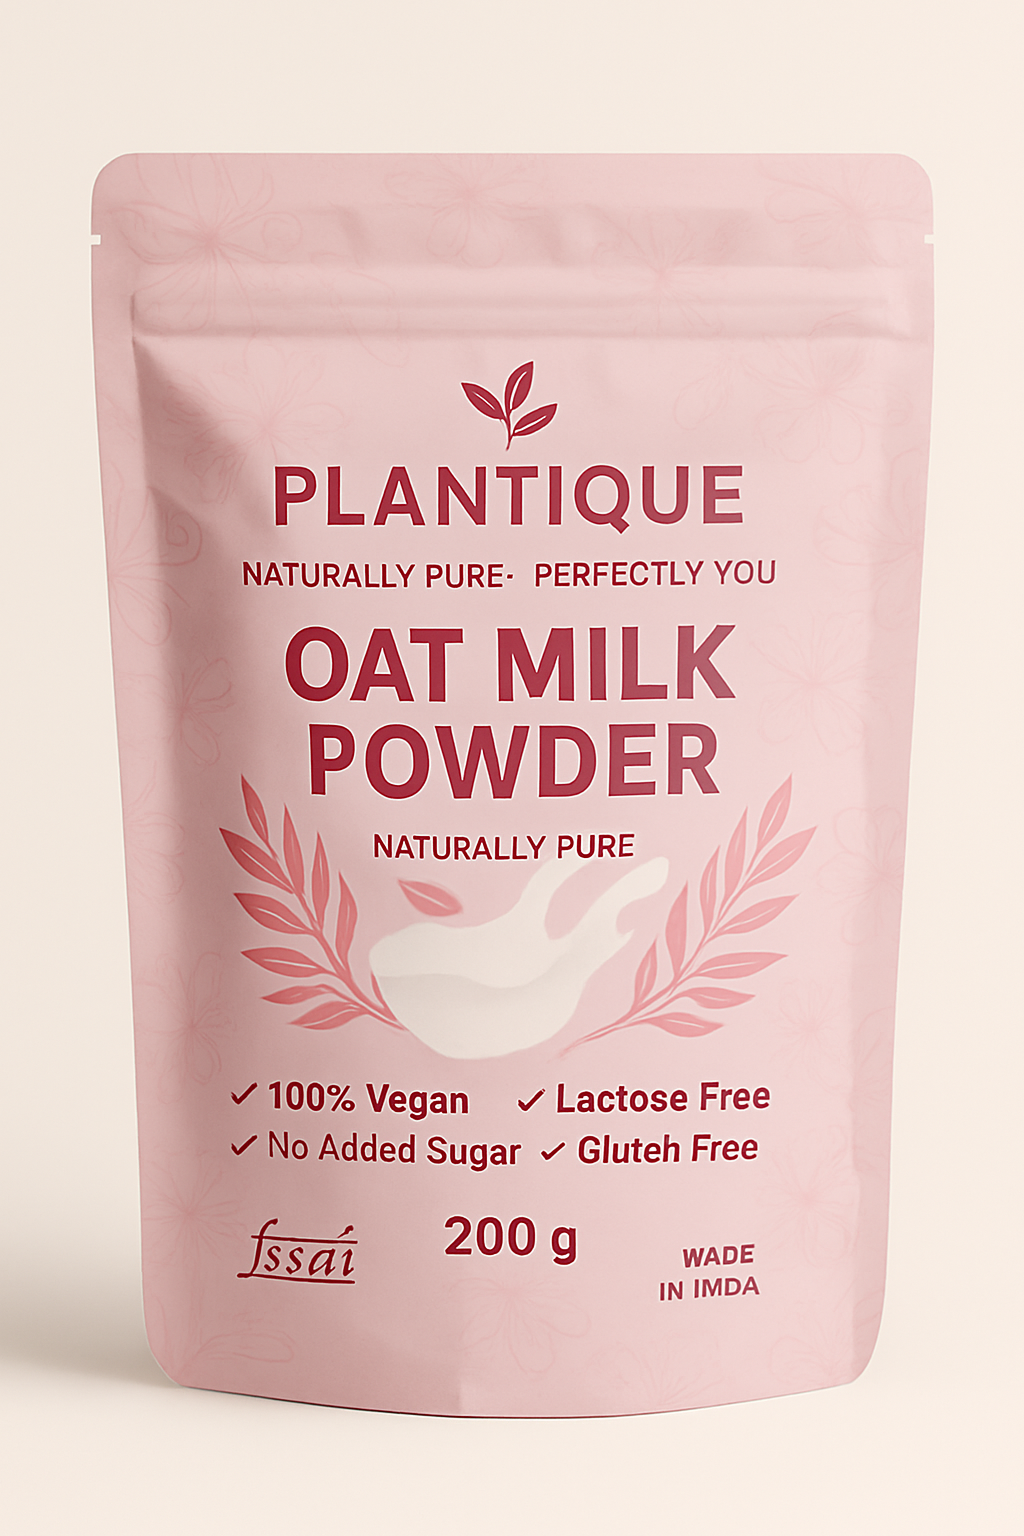 PLANTIQUE
NATURALLY PURE· PERFECTLY YOU
OAT MILK
POWDER
NATURALLY PURE
✓ 100% Vegan ✓ Lactose Free
✓ No Added Sugar ✓ Gluteh Free
fssaí
200 g
WADE
IN IMDA